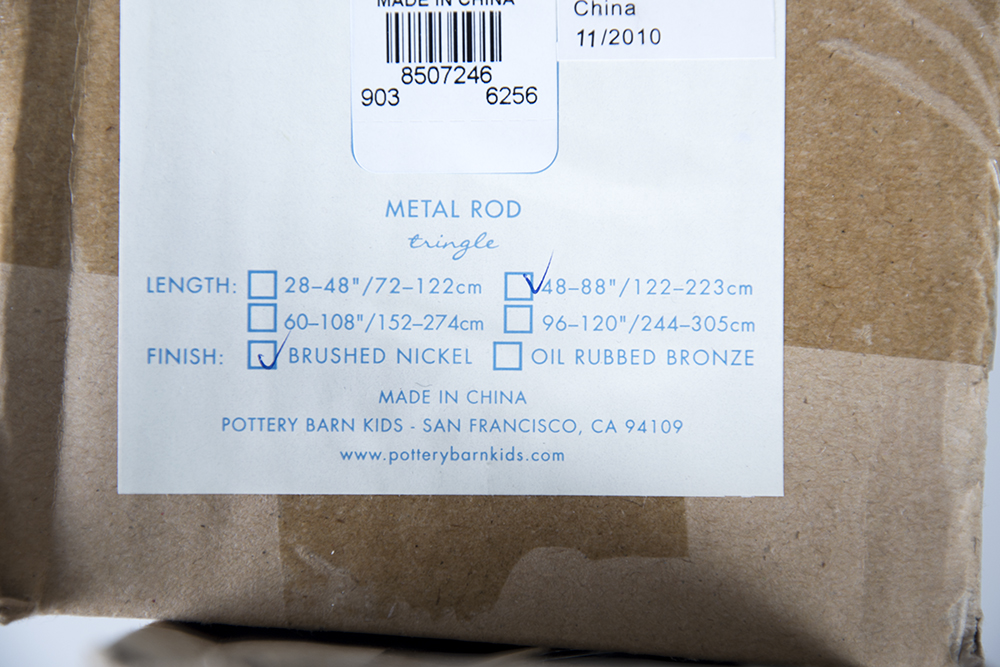 MADE IN CHINA
8507246
903 6256
China
11/2010
METAL ROD
tringle
LENGTH: 28–48"/72–122cm 48–88"/122–223cm
60–108"/152–274cm 96–120"/244–305cm
FINISH: BRUSHED NICKEL OIL RUBBED BRONZE
MADE IN CHINA
POTTERY BARN KIDS - SAN FRANCISCO, CA 94109
www.potterybarnkids.com